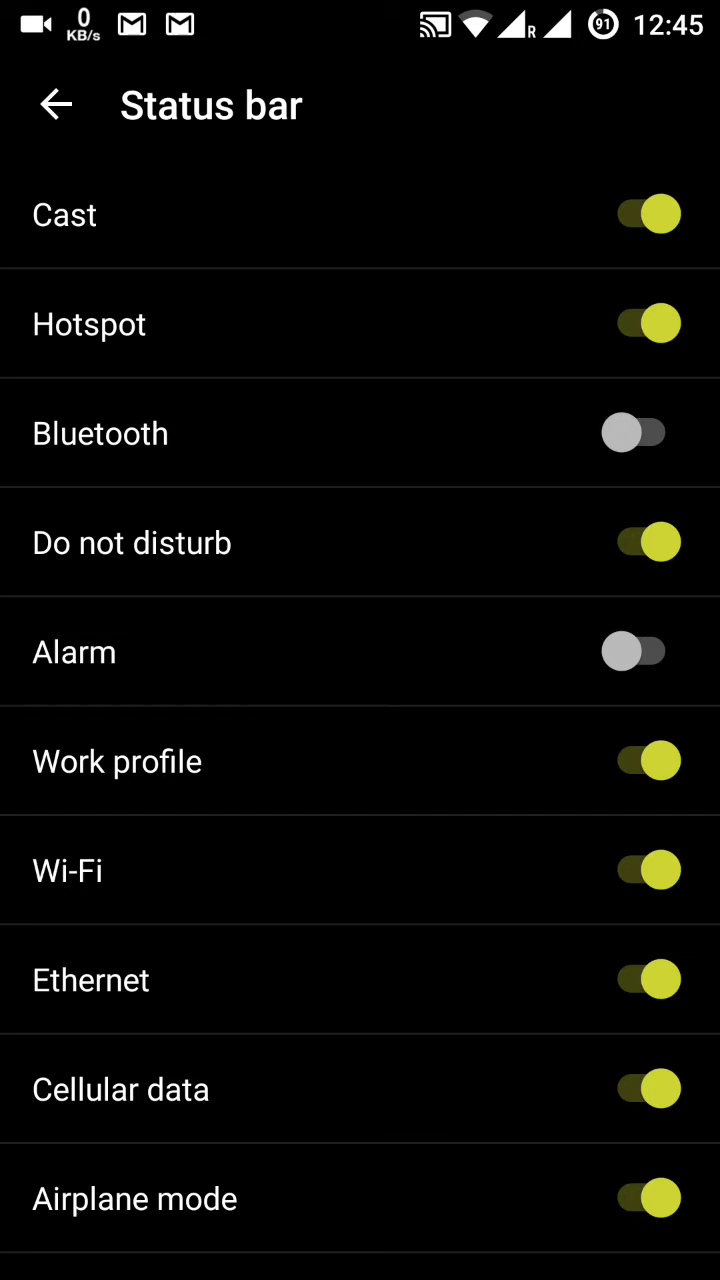 0 KB/s R 91 12:45
Status bar
Cast
Hotspot
Bluetooth
Do not disturb
Alarm
Work profile
Wi-Fi
Ethernet
Cellular data
Airplane mode